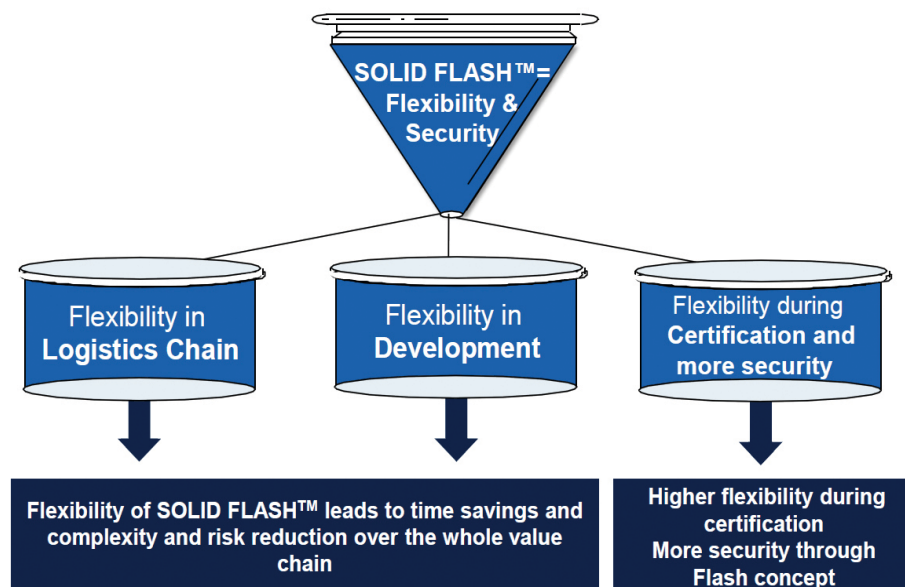 SOLID FLASH™=
Flexibility &
Security
Flexibility in
Logistics Chain
Flexibility in
Development
Flexibility during
Certification and
more security
Flexibility of SOLID FLASH™ leads to time savings and
complexity and risk reduction over the whole value
chain
Higher flexibility during
certification
More security through
Flash concept